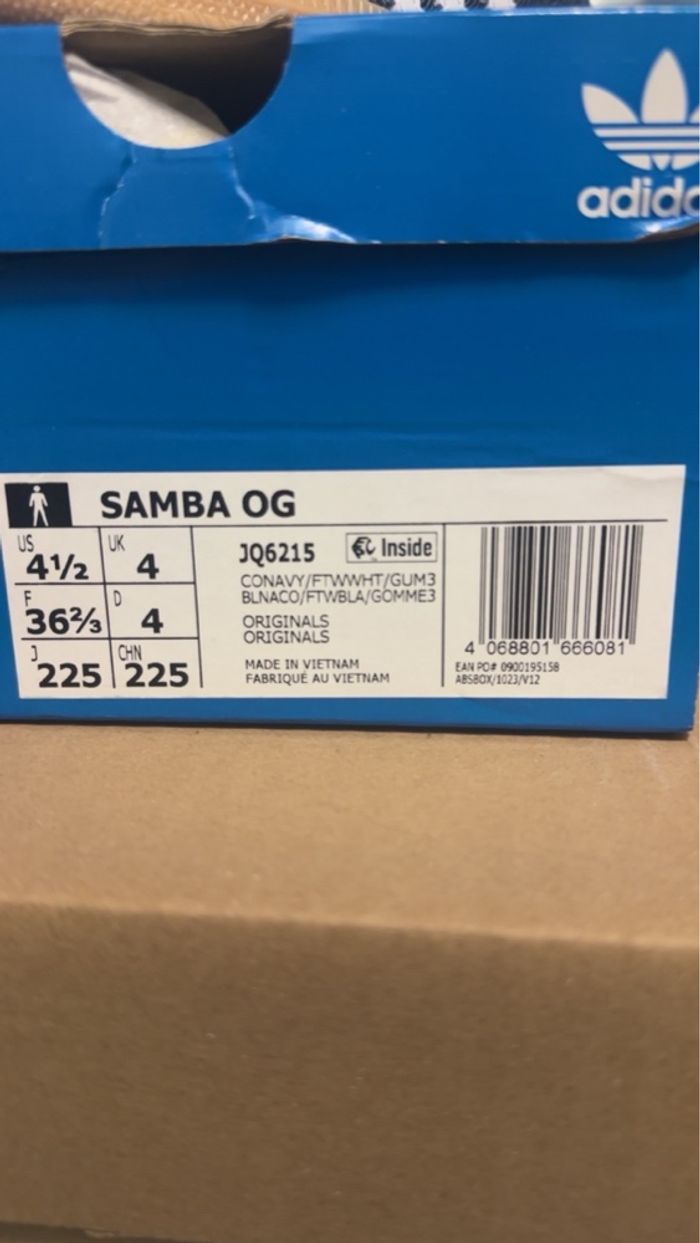 adidas
SAMBA OG
US 4½ UK 4
F 36⅔ D 4
J 225 CHN 225
JQ6215 Inside
CONAVY/FTWWHT/GUM3
BLNACO/FTWBLA/GOMME3
ORIGINALS
ORIGINALS
MADE IN VIETNAM
FABRIQUÉ AU VIETNAM
4 068801 666081
EAN PO# 0900195158
ABSBOX/1023/V12